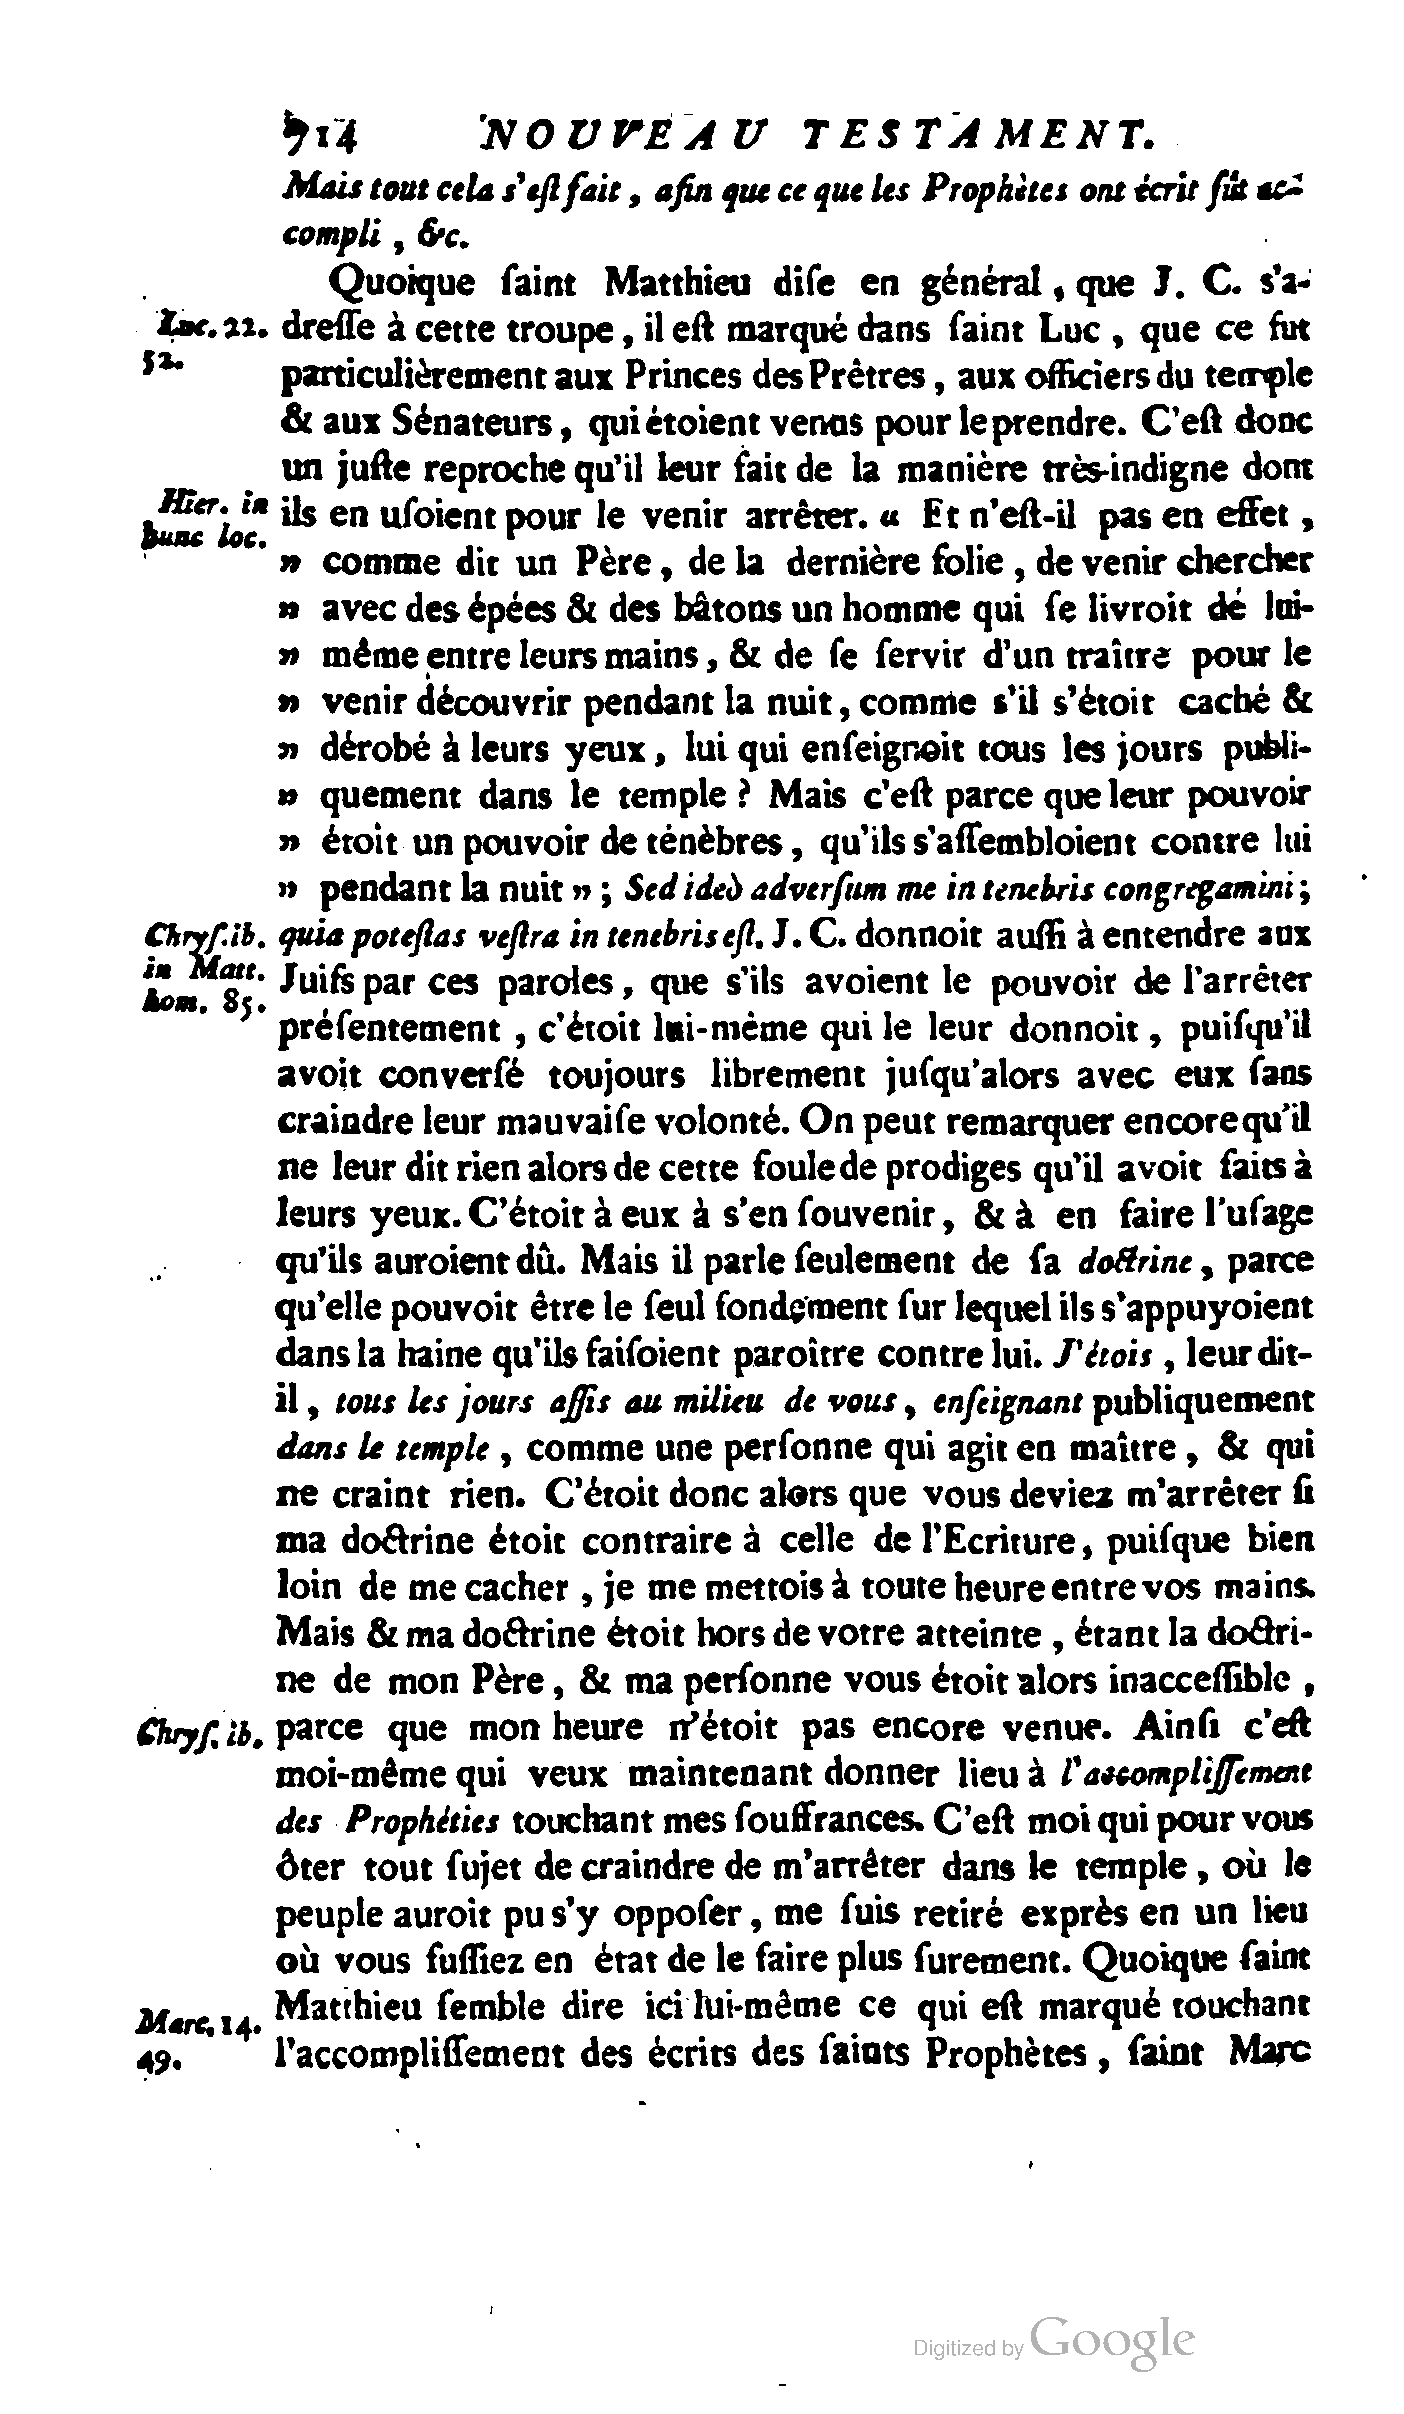 714 NOUVEAU TESTAMENT.
Mais tout cela s'eſt fait, afin que ce que les Prophètes ont écrit fût ac-
compli, &c.
Quoique ſaint Matthieu diſe en général, que J. C. s'a-
Luc. 22. dreſſe à cette troupe, il eſt marqué dans ſaint Luc, que ce fut
52. particulièrement aux Princes des Prêtres, aux officiers du temple
& aux Sénateurs, qui étoient venus pour le prendre. C'eſt donc
un juſte reproche qu'il leur fait de la manière très-indigne dont
Hier. in ils en uſoient pour le venir arrêter. « Et n'eſt-il pas en effet,
hunc loc.
» comme dit un Père, de la dernière folie, de venir chercher
» avec des épées & des bâtons un homme qui ſe livroit de lui-
» même entre leurs mains, & de ſe ſervir d'un traître pour le
» venir découvrir pendant la nuit, comme s'il s'étoit caché &
» dérobé à leurs yeux, lui qui enſeignoit tous les jours publi-
» quement dans le temple? Mais c'eſt parce que leur pouvoir
» étoit un pouvoir de ténèbres, qu'ils s'aſſembloient contre lui
» pendant la nuit »; Sed ideò adverſum me in tenebris congregamini;
Chryſ. ib. quia poteſtas veſtra in tenebris eſt. J. C. donnoit auſſi à entendre aux
in Matt. Juifs par ces paroles, que s'ils avoient le pouvoir de l'arrêter
hom. 85.
préſentement, c'étoit lui-même qui le leur donnoit, puiſqu'il
avoit converſé toujours librement juſqu'alors avec eux ſans
craindre leur mauvaiſe volonté. On peut remarquer encore qu'il
ne leur dit rien alors de cette foule de prodiges qu'il avoit faits à
leurs yeux. C'étoit à eux à s'en ſouvenir, & à en faire l'uſage
qu'ils auroient dû. Mais il parle ſeulement de ſa doctrine, parce
qu'elle pouvoit être le ſeul fondement ſur lequel ils s'appuyoient
dans la haine qu'ils faiſoient paroître contre lui. J'étois, leur dit-
il, tous les jours aſſis au milieu de vous, enſeignant publiquement
dans le temple, comme une perſonne qui agit en maître, & qui
ne craint rien. C'étoit donc alors que vous deviez m'arrêter ſi
ma doctrine étoit contraire à celle de l'Ecriture, puiſque bien
loin de me cacher, je me mettois à toute heure entre vos mains.
Mais & ma doctrine étoit hors de votre atteinte, étant la doctri-
ne de mon Père, & ma perſonne vous étoit alors inacceſſible,
Chryſ. ib. parce que mon heure n'étoit pas encore venue. Ainſi c'eſt
moi-même qui veux maintenant donner lieu à l'accompliſſement
des Prophéties touchant mes ſouffrances. C'eſt moi qui pour vous
ôter tout ſujet de craindre de m'arrêter dans le temple, où le
peuple auroit pu s'y oppoſer, me ſuis retiré exprès en un lieu
où vous fuſſiez en état de le faire plus ſurement. Quoique ſaint
Marc. 14. Matthieu ſemble dire ici lui-même ce qui eſt marqué touchant
49. l'accompliſſement des écrits des ſaints Prophètes, ſaint Marc
Digitized by Google